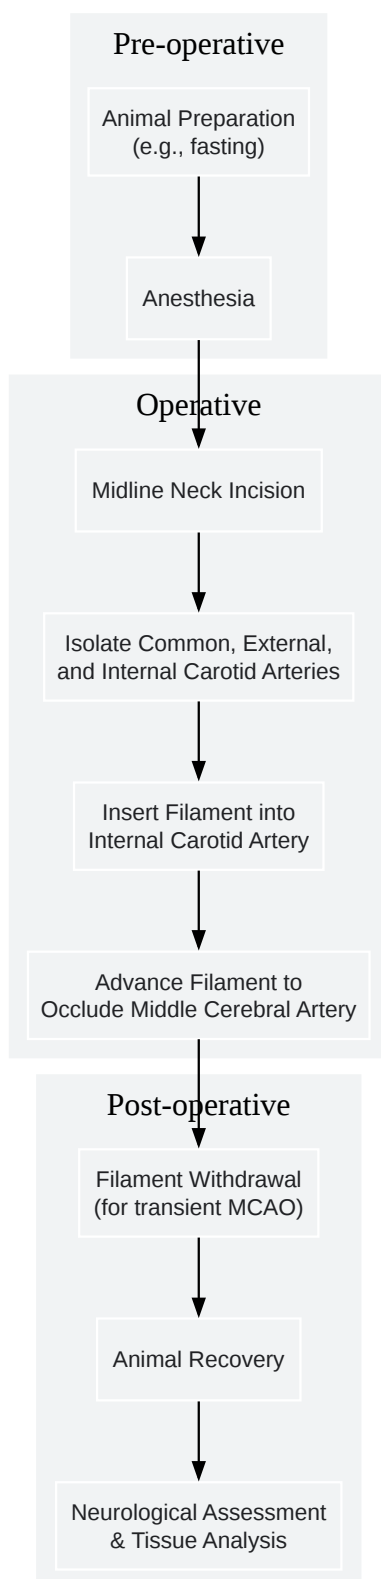 Pre-operative
Animal Preparation
(e.g., fasting)
Anesthesia
Operative
Midline Neck Incision
Isolate Common, External,
and Internal Carotid Arteries
Insert Filament into
Internal Carotid Artery
Advance Filament to
Occlude Middle Cerebral Artery
Post-operative
Filament Withdrawal
(for transient MCAO)
Animal Recovery
Neurological Assessment
& Tissue Analysis